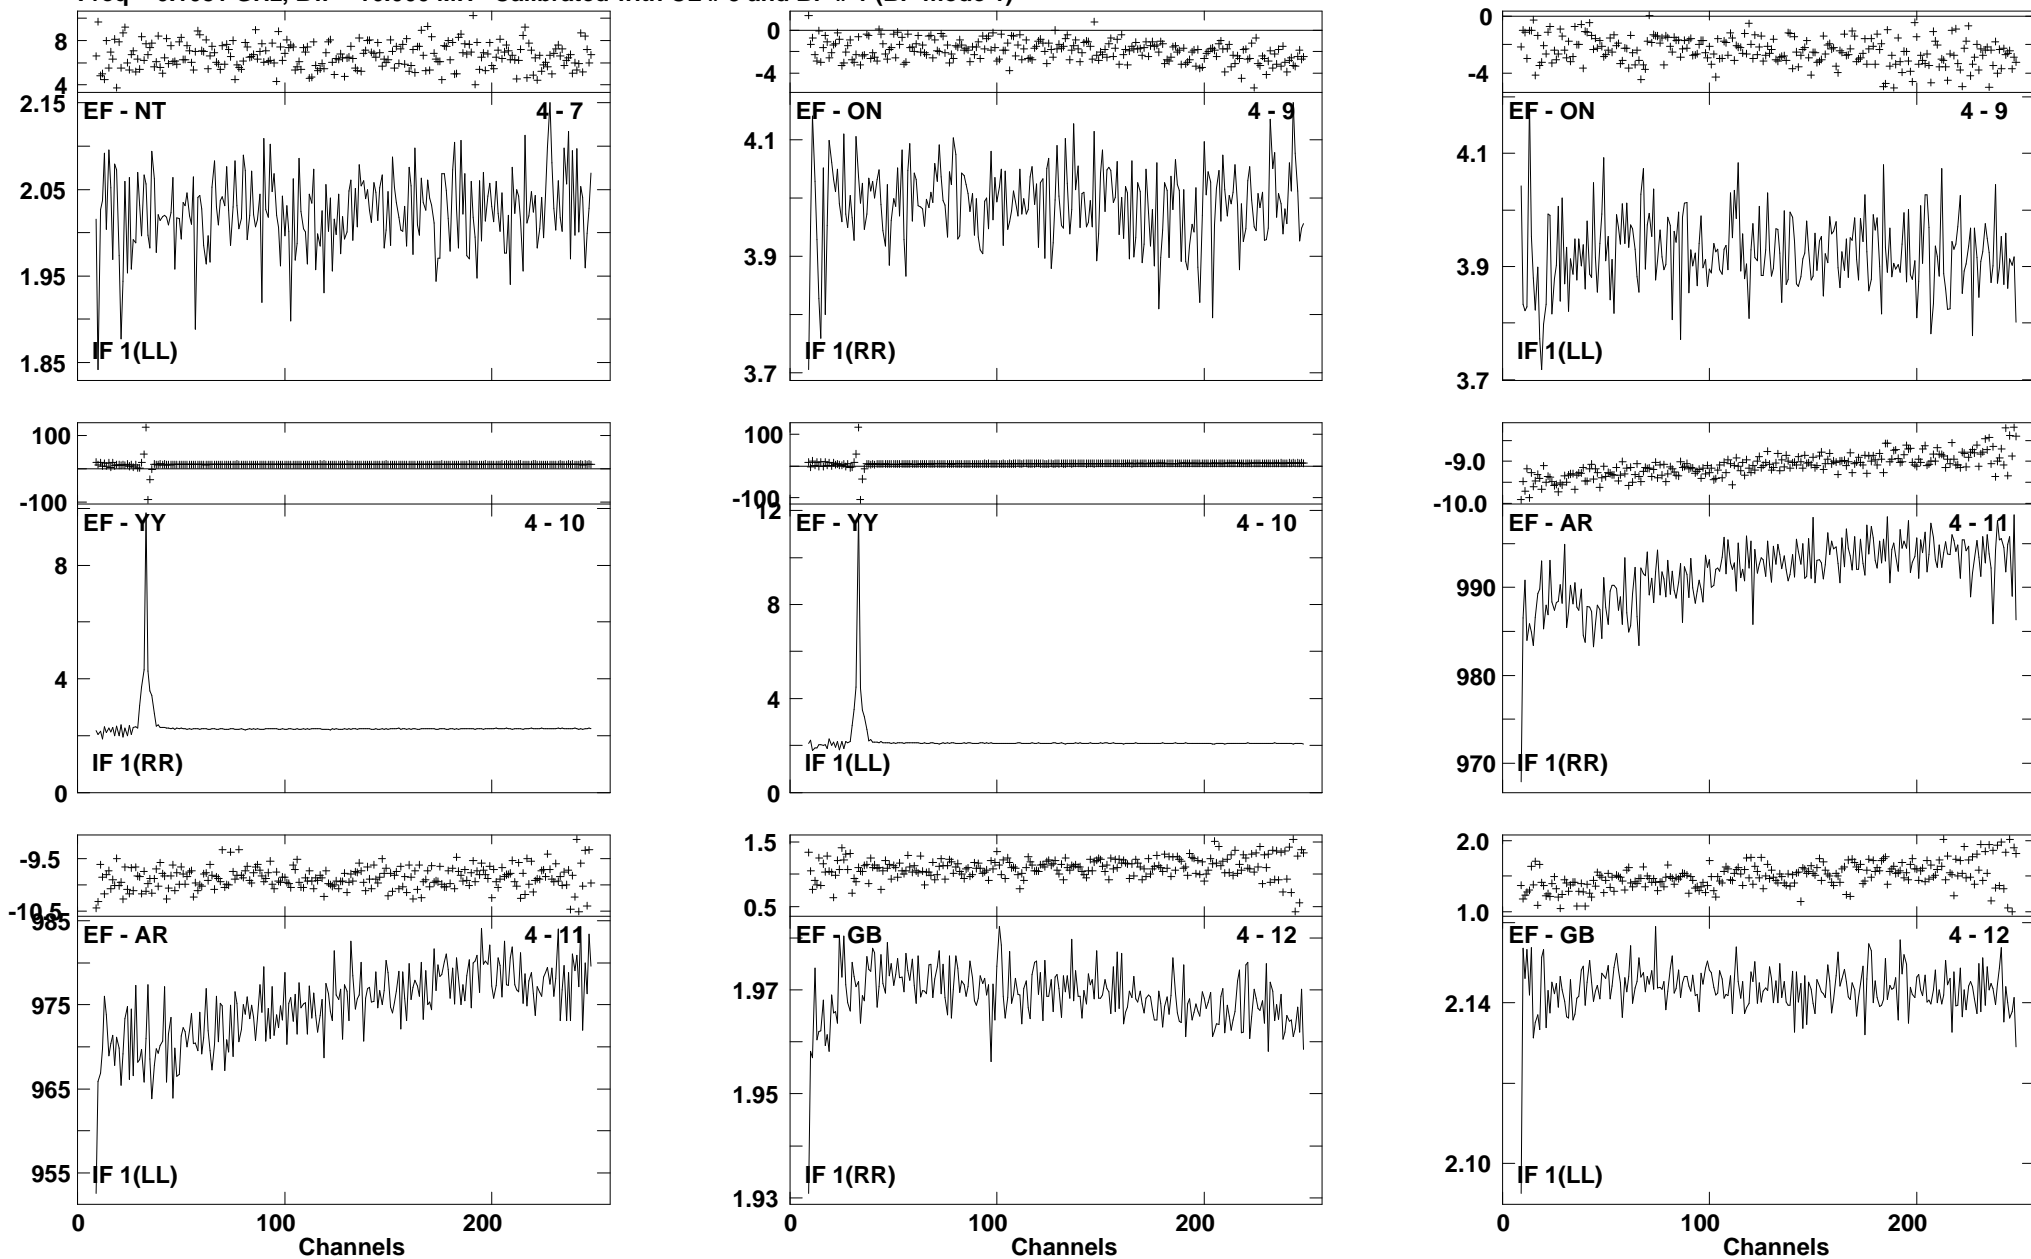 8
4
2.15
EF - NT 4 - 7
2.05
1.95
IF 1(LL)
1.85
0
-4
EF - ON 4 - 9
4.1
3.9
IF 1(RR)
3.7
0
-4
EF - ON 4 - 9
4.1
3.9
IF 1(LL)
3.7
100
-100
EF - YY 4 - 10
8
4
IF 1(RR)
0
100
-100
12
EF - YY 4 - 10
8
4
IF 1(LL)
0
-9.0
-10.0
EF - AR 4 - 11
990
980
970
IF 1(RR)
-9.5
-10.5
985
EF - AR 4 - 11
975
965
955
IF 1(LL)
0 100 200
Channels
1.5
0.5
EF - GB 4 - 12
1.97
1.95
IF 1(RR)
1.93
0 100 200
Channels
2.0
1.0
EF - GB 4 - 12
2.14
2.10
IF 1(LL)
0 100 200
Channels